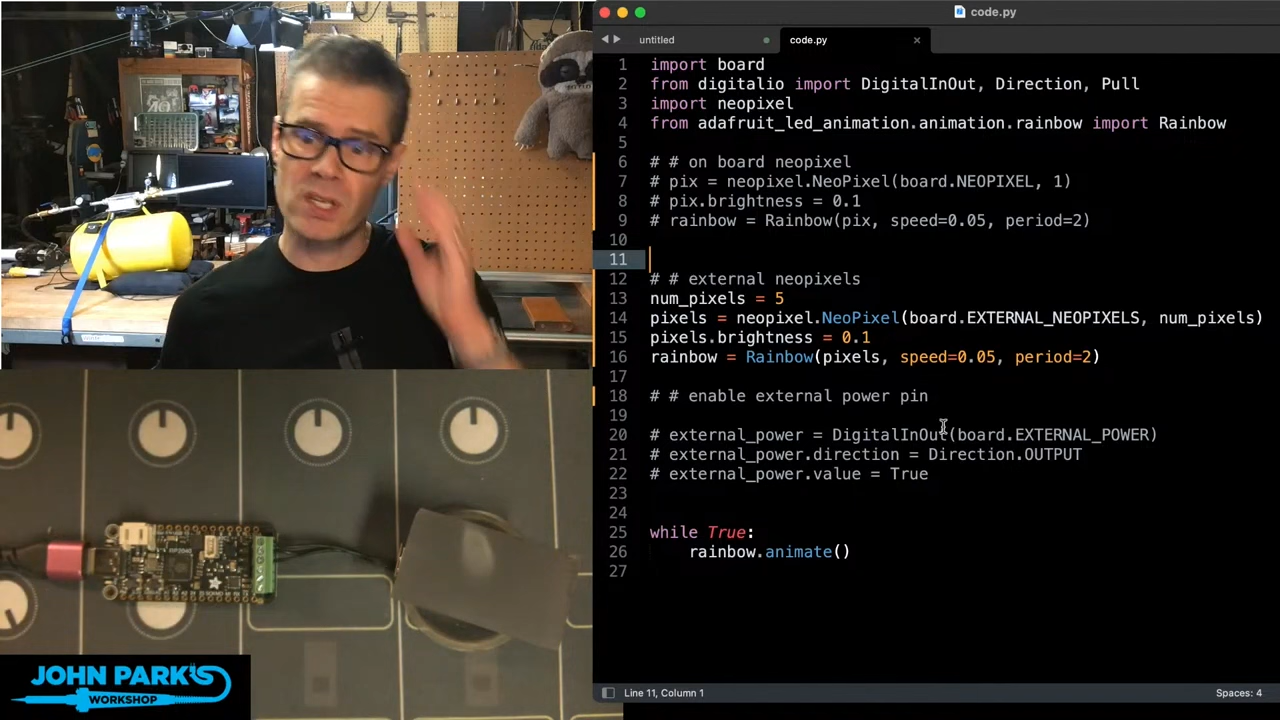 code.py
untitled
code.py
1 import board
2 from digitalio import DigitalInOut, Direction, Pull
3 import neopixel
4 from adafruit_led_animation.animation.rainbow import Rainbow
5
6 # # on board neopixel
7 # pix = neopixel.NeoPixel(board.NEOPIXEL, 1)
8 # pix.brightness = 0.1
9 # rainbow = Rainbow(pix, speed=0.05, period=2)
10
11
12 # # external neopixels
13 num_pixels = 5
14 pixels = neopixel.NeoPixel(board.EXTERNAL_NEOPIXELS, num_pixels)
15 pixels.brightness = 0.1
16 rainbow = Rainbow(pixels, speed=0.05, period=2)
17
18 # # enable external power pin
19
20 # external_power = DigitalInOut(board.EXTERNAL_POWER)
21 # external_power.direction = Direction.OUTPUT
22 # external_power.value = True
23
24
25 while True:
26 rainbow.animate()
27
Line 11, Column 1
Spaces: 4
JOHN PARK'S
WORKSHOP